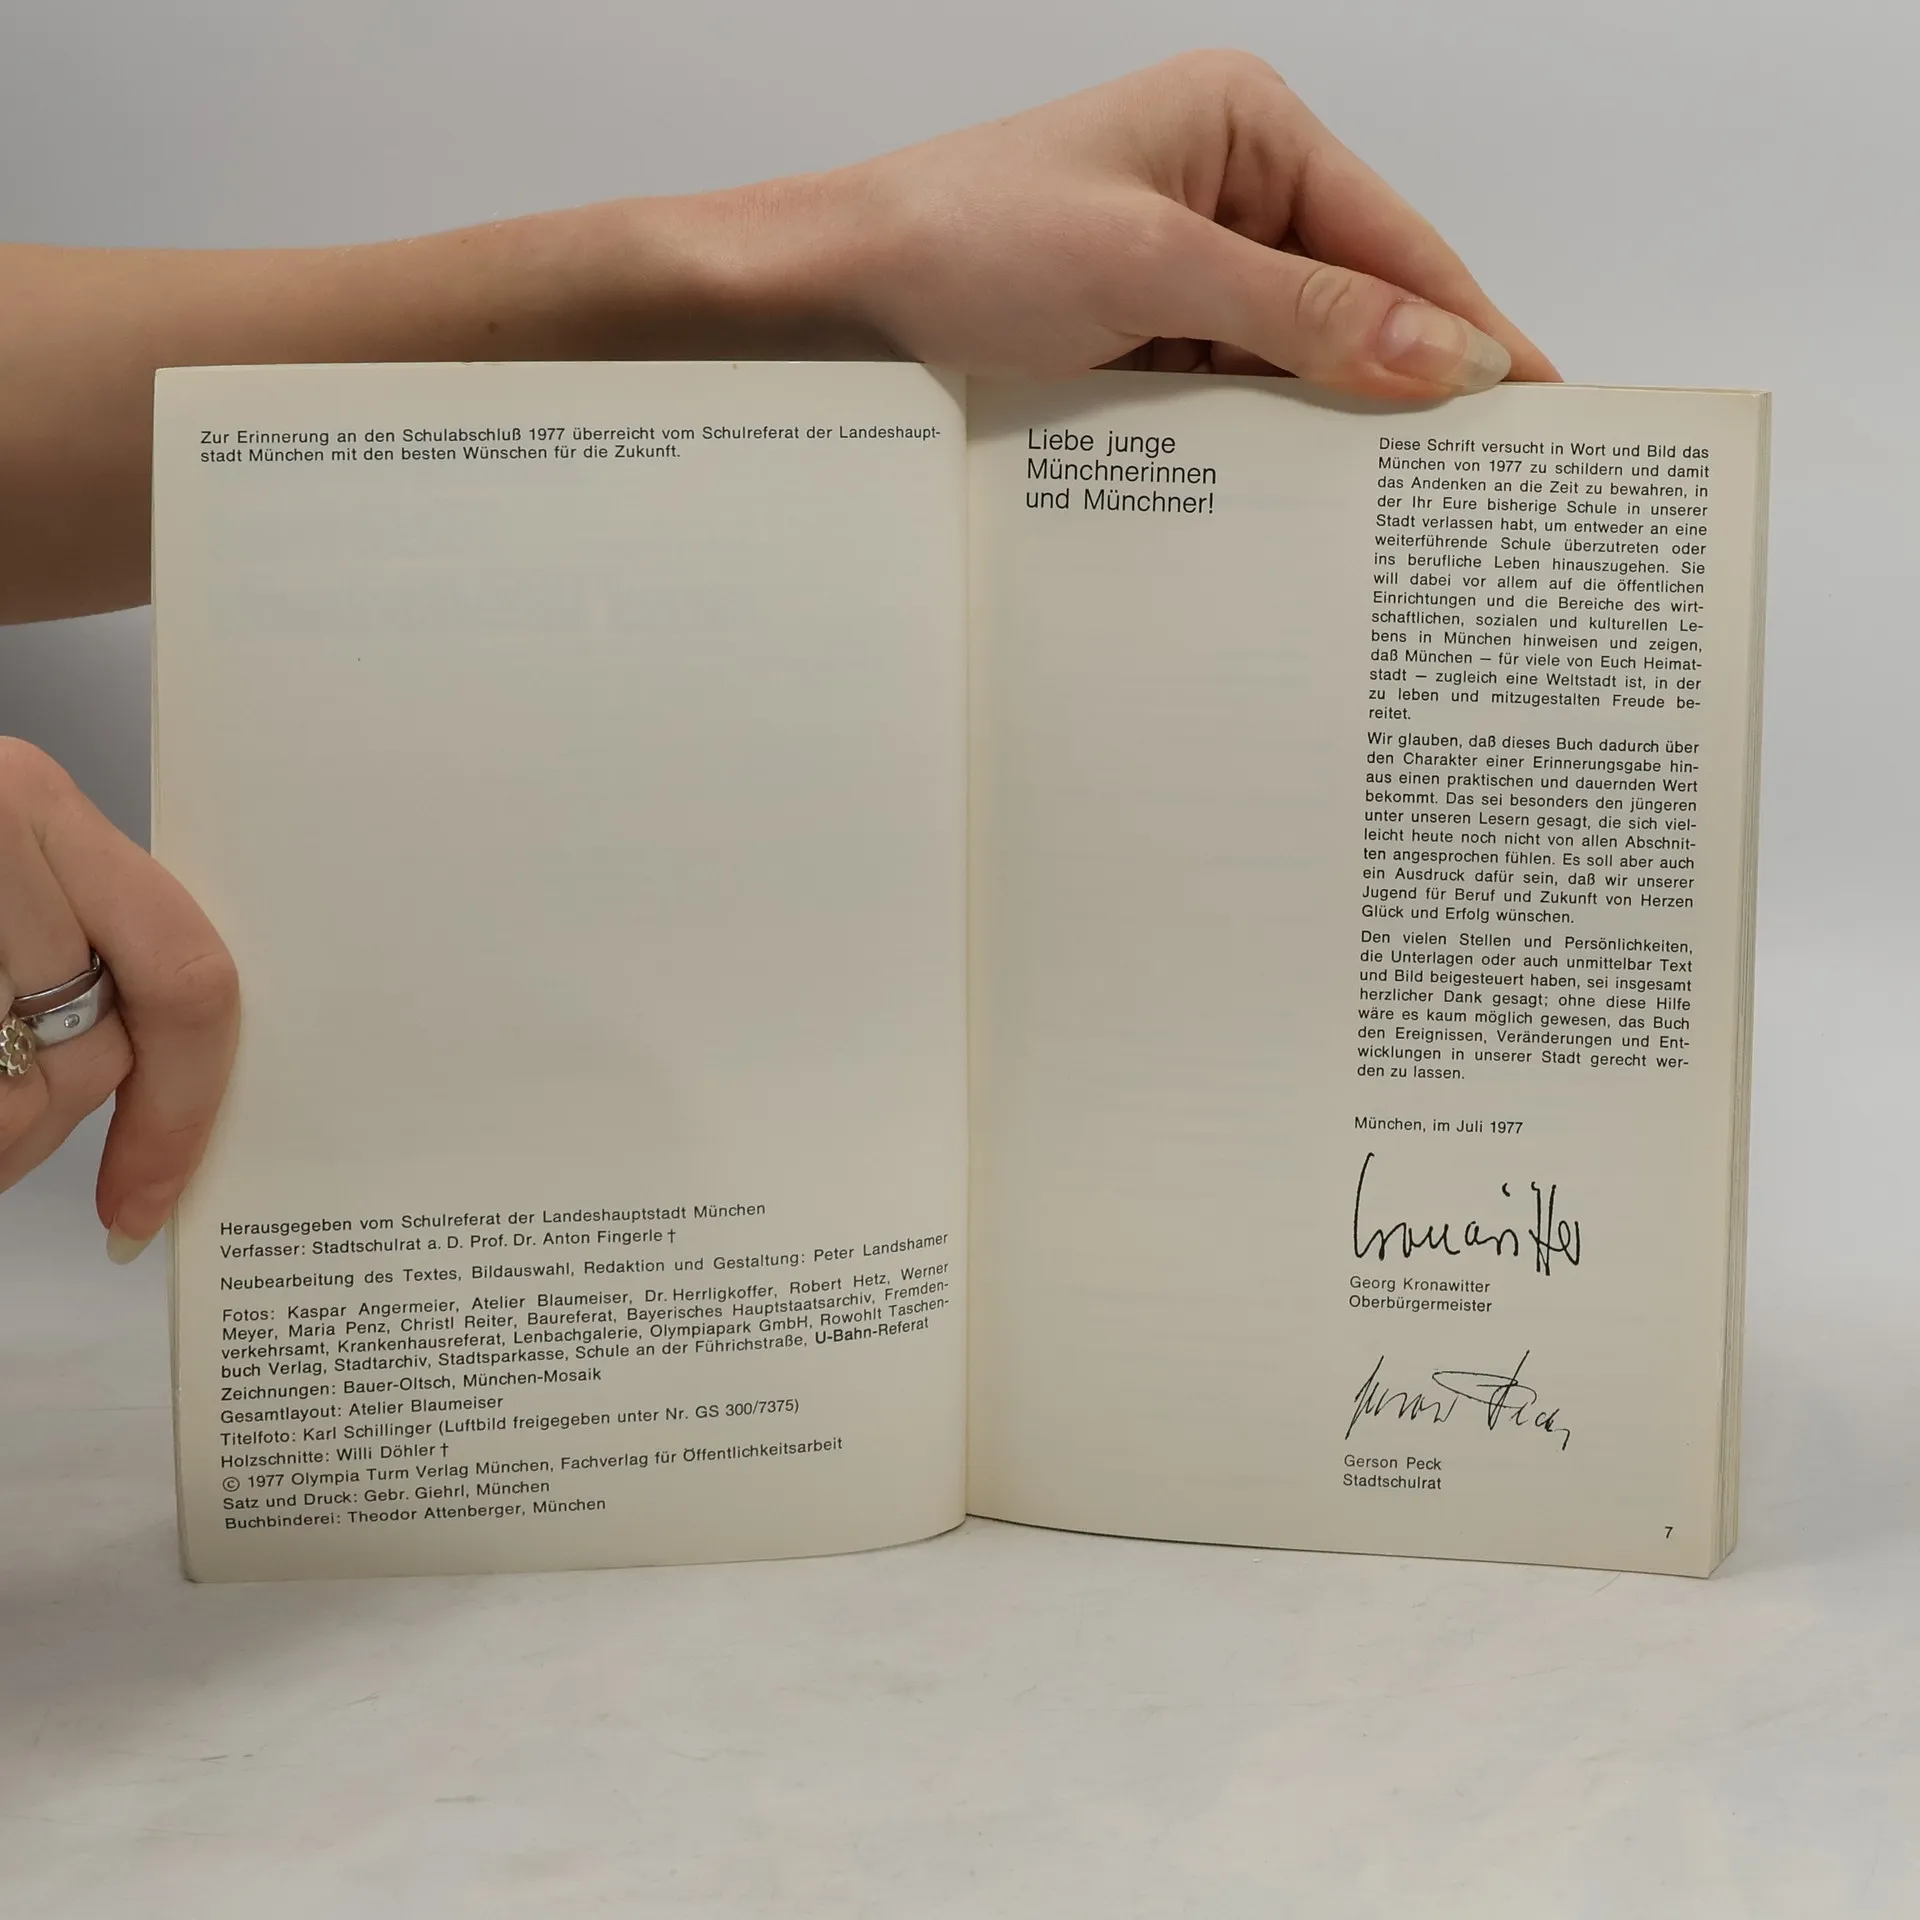 Zur Erinnerung an den Schulabschluß 1977 überreicht vom Schulreferat der Landeshaupt-
stadt München mit den besten Wünschen für die Zukunft.
Herausgegeben vom Schulreferat der Landeshauptstadt München
Verfasser: Stadtschulrat a. D. Prof. Dr. Anton Fingerle †
Neubearbeitung des Textes, Bildauswahl, Redaktion und Gestaltung: Peter Landshamer
Fotos: Kaspar Angermeier, Atelier Blaumeiser, Dr. Herrligkoffer, Robert Hetz, Werner
Meyer, Maria Penz, Christl Reiter, Baureferat, Bayerisches Hauptstaatsarchiv, Fremden-
verkehrsamt, Krankenhausreferat, Lenbachgalerie, Olympiapark GmbH, Rowohlt Taschen-
buch Verlag, Stadtarchiv, Stadtsparkasse, Schule an der Führichstraße, U-Bahn-Referat
Zeichnungen: Bauer-Oltsch, München-Mosaik
Gesamtlayout: Atelier Blaumeiser
Titelfoto: Karl Schillinger (Luftbild freigegeben unter Nr. GS 300/7375)
Holzschnitte: Willi Döhler †
© 1977 Olympia Turm Verlag München, Fachverlag für Öffentlichkeitsarbeit
Satz und Druck: Gebr. Giehrl, München
Buchbinderei: Theodor Attenberger, München
Liebe junge
Münchnerinnen
und Münchner!
Diese Schrift versucht in Wort und Bild das
München von 1977 zu schildern und damit
das Andenken an die Zeit zu bewahren, in
der Ihr Eure bisherige Schule in unserer
Stadt verlassen habt, um entweder an eine
weiterführende Schule überzutreten oder
ins berufliche Leben hinauszugehen. Sie
will dabei vor allem auf die öffentlichen
Einrichtungen und die Bereiche des wirt-
schaftlichen, sozialen und kulturellen Le-
bens in München hinweisen und zeigen,
daß München – für viele von Euch Heimat-
stadt – zugleich eine Weltstadt ist, in der
zu leben und mitzugestalten Freude be-
reitet.
Wir glauben, daß dieses Buch dadurch über
den Charakter einer Erinnerungsgabe hin-
aus einen praktischen und dauernden Wert
bekommt. Das sei besonders den jüngeren
unter unseren Lesern gesagt, die sich viel-
leicht heute noch nicht von allen Abschnit-
ten angesprochen fühlen. Es soll aber auch
ein Ausdruck dafür sein, daß wir unserer
Jugend für Beruf und Zukunft von Herzen
Glück und Erfolg wünschen.
Den vielen Stellen und Persönlichkeiten,
die Unterlagen oder auch unmittelbar Text
und Bild beigesteuert haben, sei insgesamt
herzlicher Dank gesagt; ohne diese Hilfe
wäre es kaum möglich gewesen, das Buch
den Ereignissen, Veränderungen und Ent-
wicklungen in unserer Stadt gerecht wer-
den zu lassen.
München, im Juli 1977
Kronawitter
Georg Kronawitter
Oberbürgermeister
Gerson Peck
Gerson Peck
Stadtschulrat
7